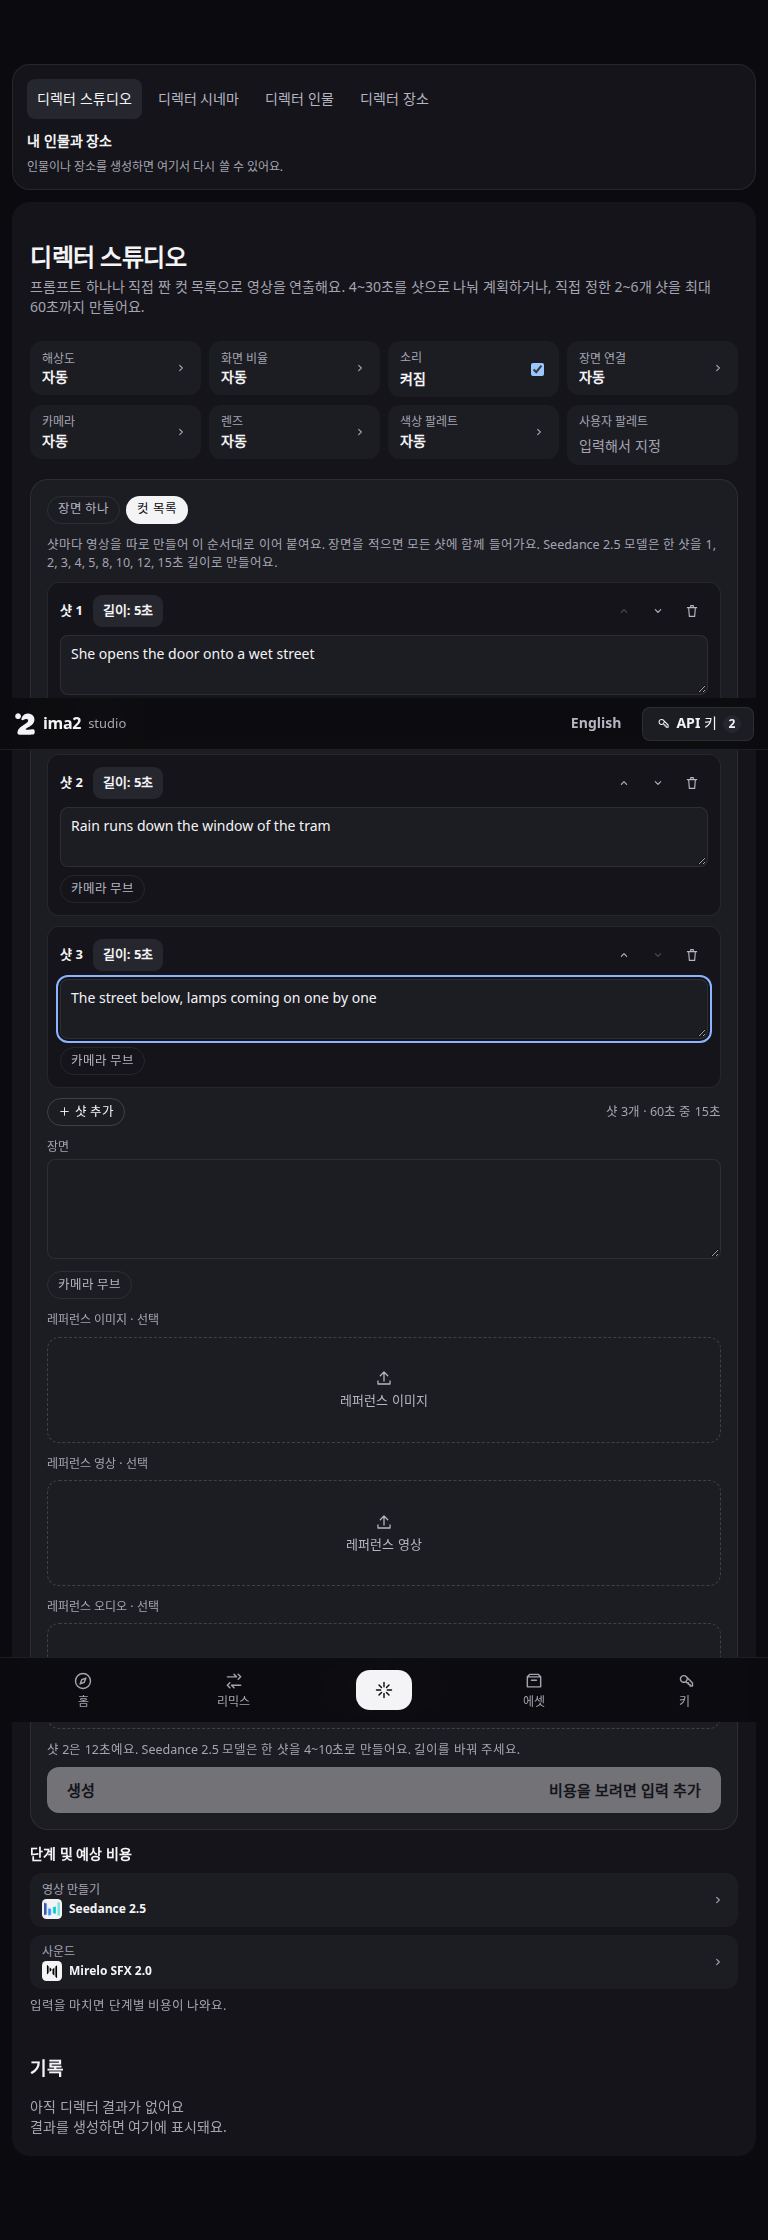 디렉터 스튜디오 디렉터 시네마 디렉터 인물 디렉터 장소
내 인물과 장소
인물이나 장소를 생성하면 여기서 다시 쓸 수 있어요.
디렉터 스튜디오
프롬프트 하나나 직접 짠 컷 목록으로 영상을 연출해요. 4~30초를 샷으로 나눠 계획하거나, 직접 정한 2~6개 샷을 최대
60초까지 만들어요.
해상도
자동
화면 비율
자동
소리
켜짐
장면 연결
자동
카메라
자동
렌즈
자동
색상 팔레트
자동
사용자 팔레트
입력해서 지정
장면 하나 컷 목록
샷마다 영상을 따로 만들어 이 순서대로 이어 붙여요. 장면을 적으면 모든 샷에 함께 들어가요. Seedance 2.5 모델은 한 샷을 1,
2, 3, 4, 5, 8, 10, 12, 15초 길이로 만들어요.
샷 1 길이: 5초
She opens the door onto a wet street
2 ima2 studio English API 키 2
샷 2 길이: 5초
Rain runs down the window of the tram
카메라 무브
샷 3 길이: 5초
The street below, lamps coming on one by one
카메라 무브
+ 샷 추가 샷 3개 · 60초 중 15초
장면
카메라 무브
레퍼런스 이미지 · 선택
레퍼런스 이미지
레퍼런스 영상 · 선택
레퍼런스 영상
레퍼런스 오디오 · 선택
홈 리믹스 에셋 키
샷 2은 12초예요. Seedance 2.5 모델은 한 샷을 4~10초로 만들어요. 길이를 바꿔 주세요.
생성 비용을 보려면 입력 추가
단계 및 예상 비용
영상 만들기
Seedance 2.5
사운드
Mirelo SFX 2.0
입력을 마치면 단계별 비용이 나와요.
기록
아직 디렉터 결과가 없어요
결과를 생성하면 여기에 표시돼요.